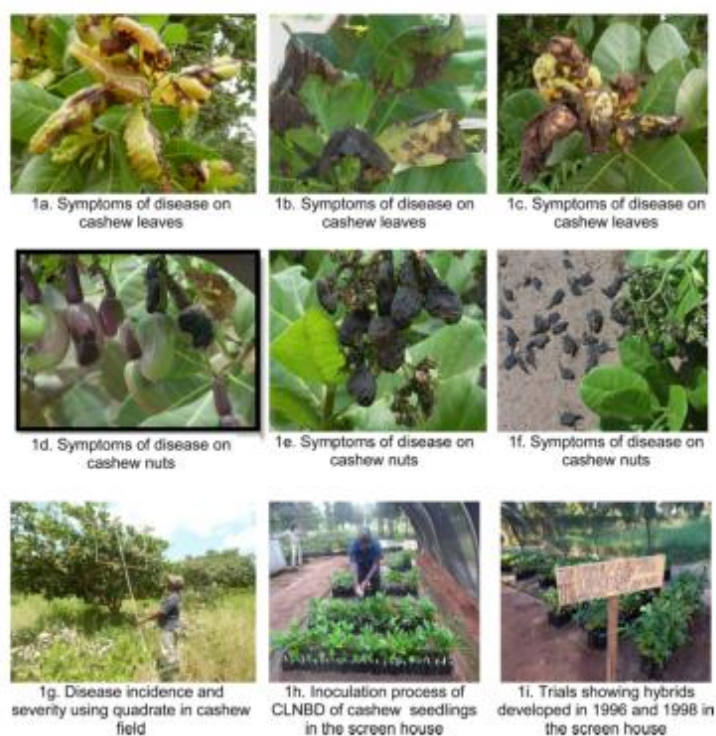 1a. Symptoms of disease on
cashew leaves
1b. Symptoms of disease on
cashew leaves
1c. Symptoms of disease on
cashew leaves
1d. Symptoms of disease on
cashew nuts
1e. Symptoms of disease on
cashew nuts
1f. Symptoms of disease on
cashew nuts
1g. Disease incidence and
severity using quadrate in cashew
field
1h. Inoculation process of
CLNBD of cashew seedlings
in the screen house
1i. Trials showing hybrids
developed in 1996 and 1998 in
the screen house